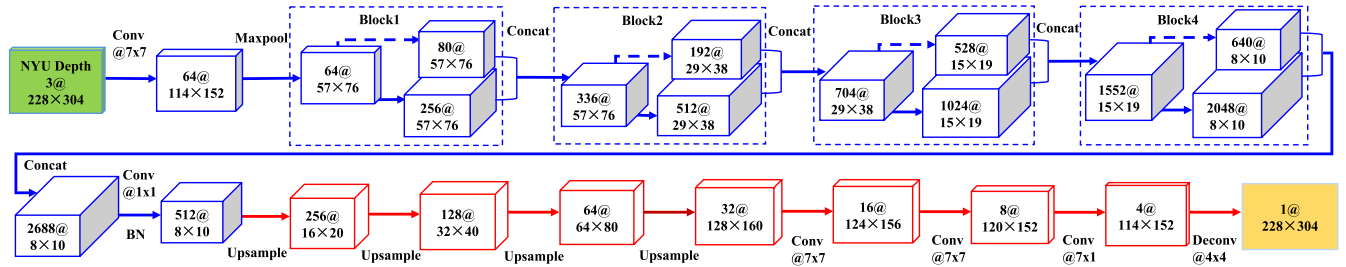 Block1
Block2
Block3
Block4
NYU Depth
3@
228×304
Conv
@7x7
64@
114×152
Maxpool
64@
57×76
80@
57×76
256@
57×76
Concat
336@
57×76
192@
29×38
512@
29×38
Concat
704@
29×38
528@
15×19
1024@
15×19
Concat
1552@
15×19
640@
8×10
2048@
8×10
Concat
2688@
8×10
Conv
@1x1
BN
512@
8×10
Upsample
256@
16×20
Upsample
128@
32×40
Upsample
64@
64×80
Upsample
32@
128×160
Conv
@7x7
16@
124×156
Conv
@7x7
8@
120×152
Conv
@7x1
4@
114×152
Deconv
@4x4
1@
228×304